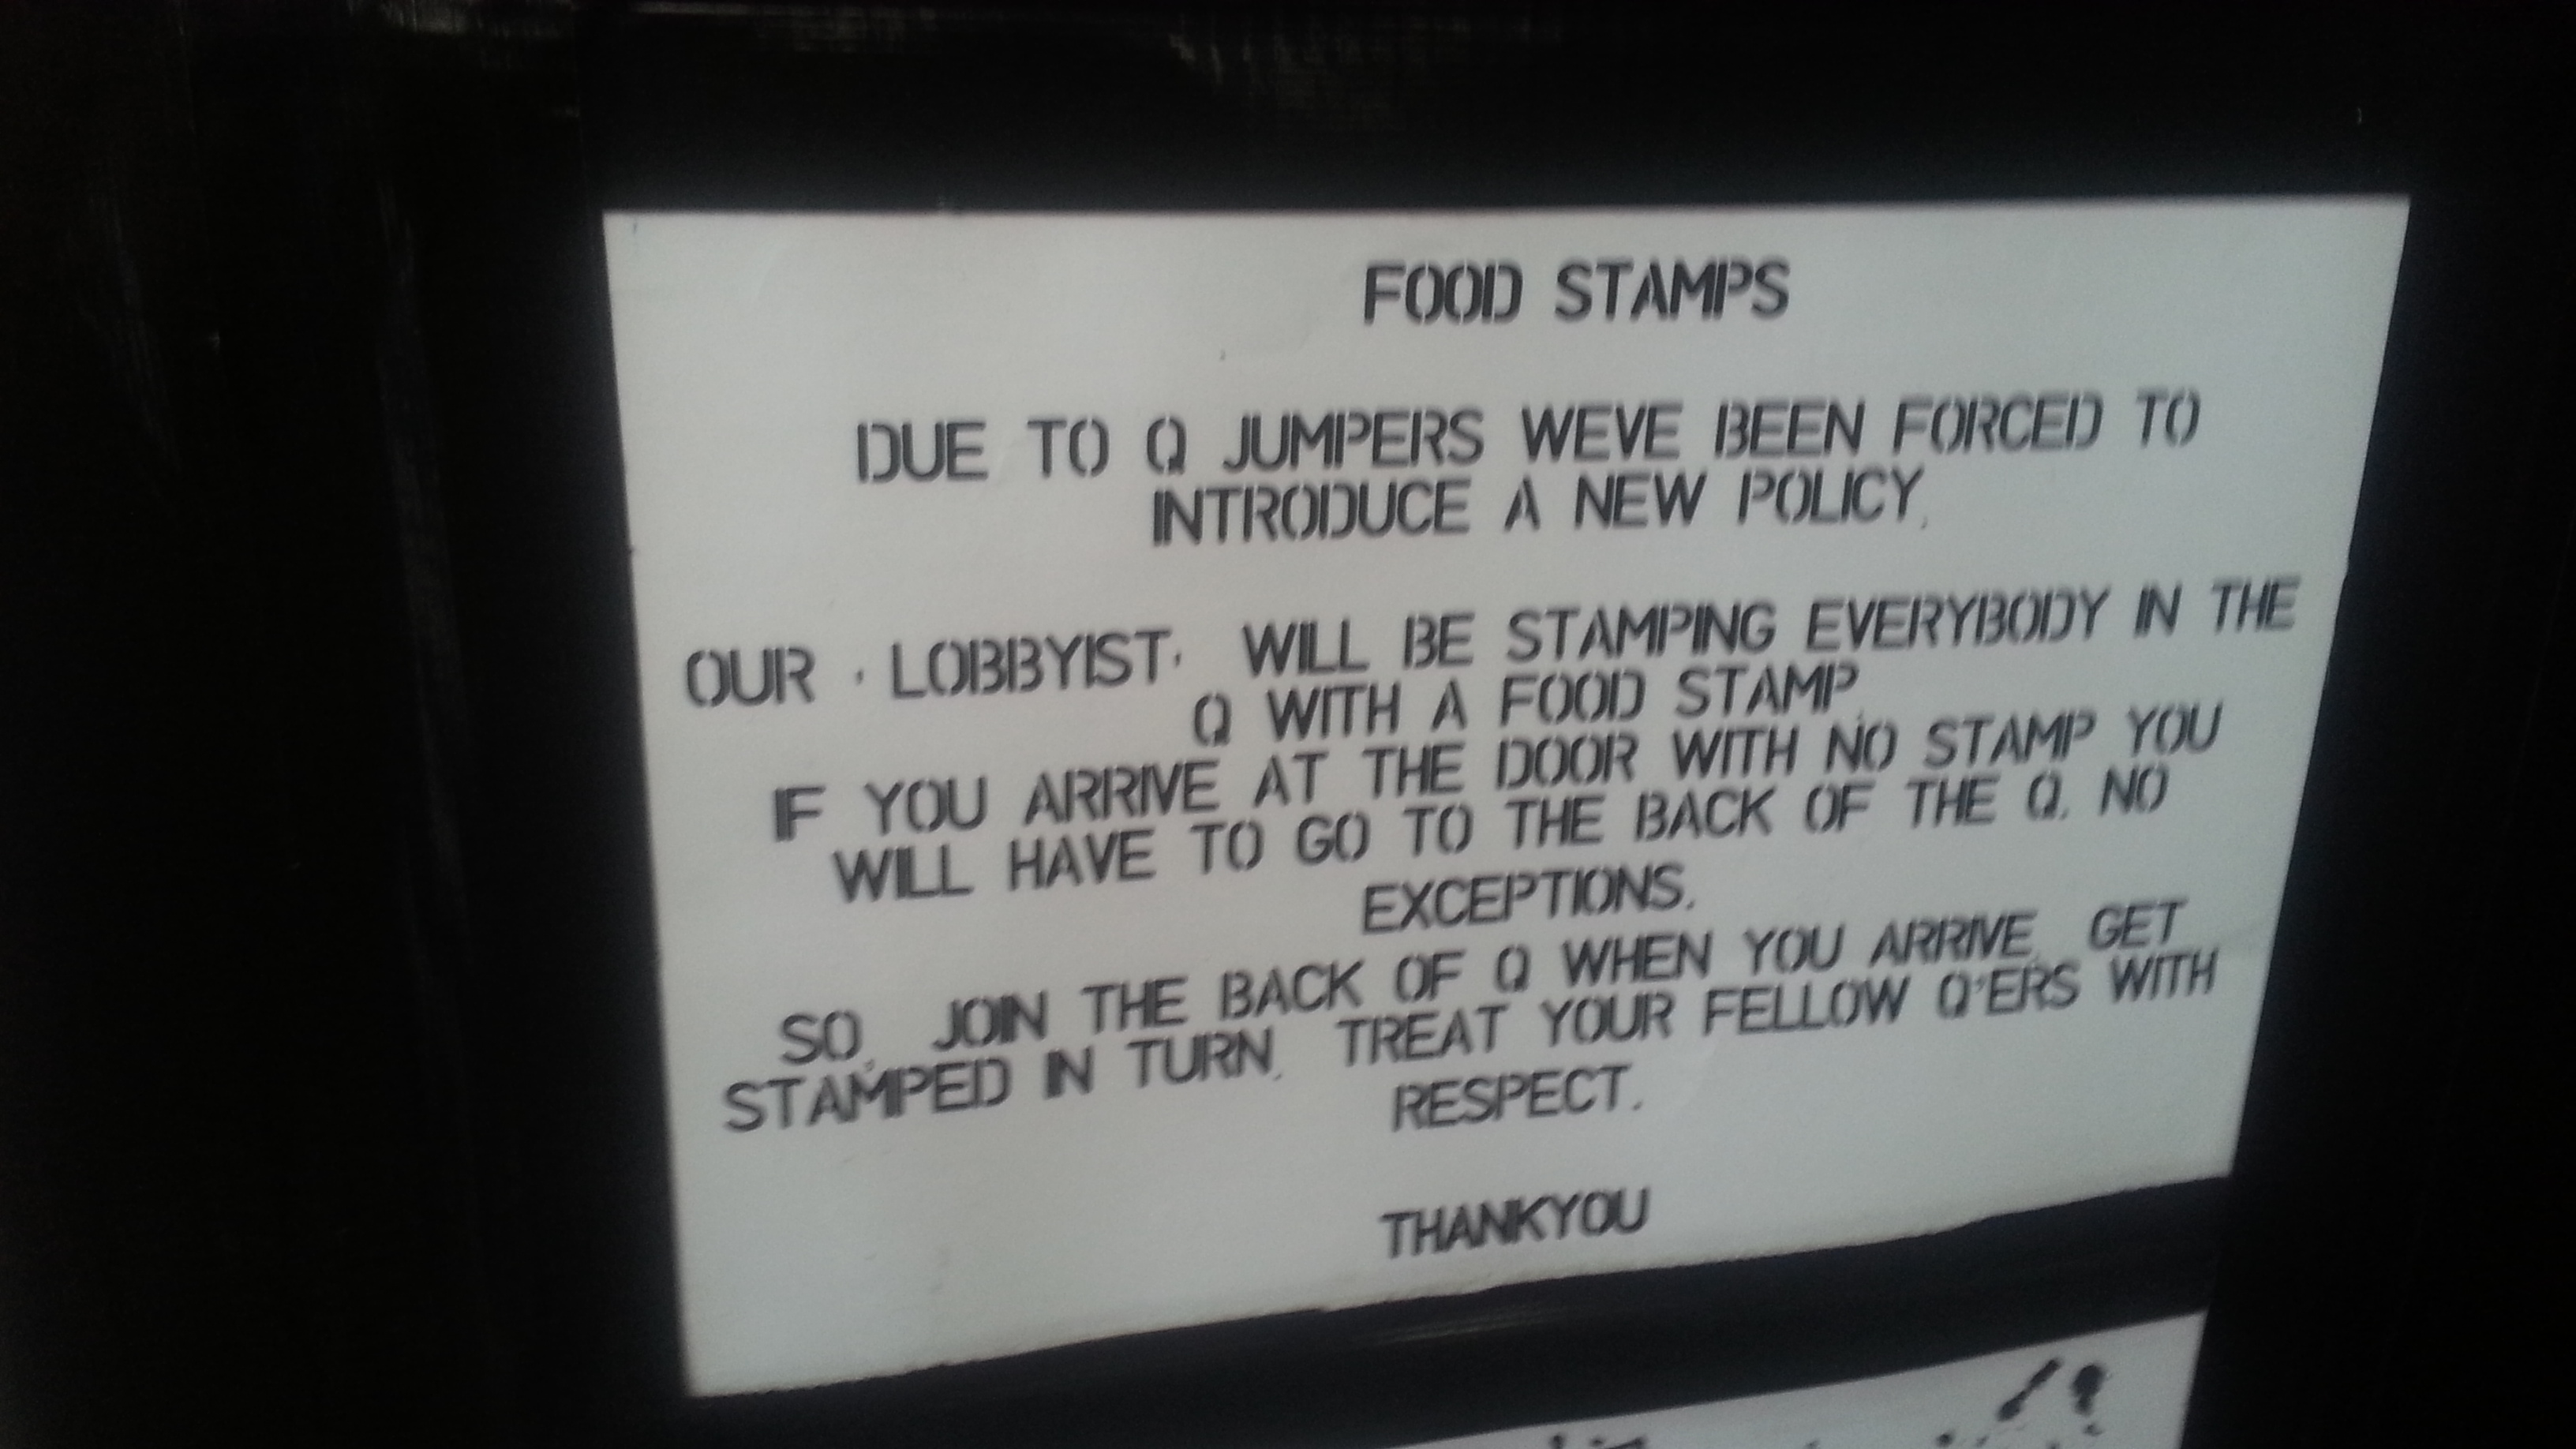 FOOD STAMPS
DUE TO Q JUMPERS WEVE BEEN FORCED TO
INTRODUCE A NEW POLICY.
OUR ' LOBBYIST' WILL BE STAMPING EVERYBODY IN THE
Q WITH A FOOD STAMP.
IF YOU ARRIVE AT THE DOOR WITH NO STAMP YOU
WILL HAVE TO GO TO THE BACK OF THE Q. NO
EXCEPTIONS.
SO, JOIN THE BACK OF Q WHEN YOU ARRIVE, GET
STAMPED IN TURN. TREAT YOUR FELLOW Q'ERS WITH
RESPECT.
THANKYOU